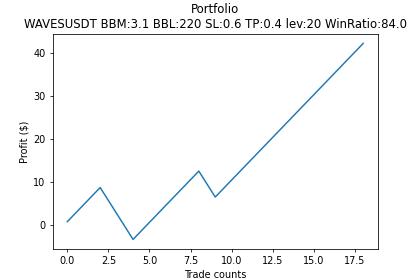 Portfolio
WAVESUSDT BBM:3.1 BBL:220 SL:0.6 TP:0.4 lev:20 WinRatio:84.0
40
30
20
10
0
Profit ($)
0.0 2.5 5.0 7.5 10.0 12.5 15.0 17.5
Trade counts